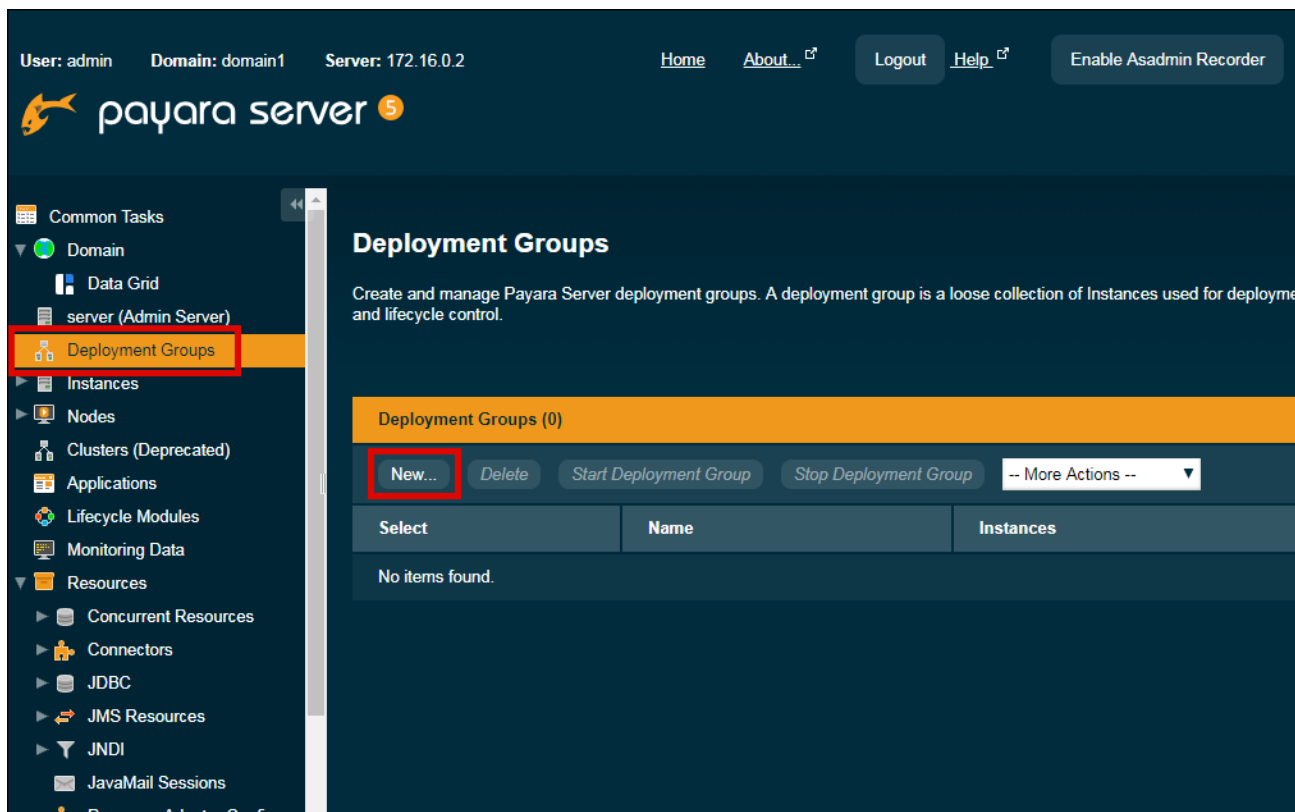 User: admin Domain: domain1 Server: 172.16.0.2 Home About... Logout Help Enable Asadmin Recorder
payara server 5
Common Tasks
Domain
Data Grid
server (Admin Server)
Deployment Groups
Instances
Nodes
Clusters (Deprecated)
Applications
Lifecycle Modules
Monitoring Data
Resources
Concurrent Resources
Connectors
JDBC
JMS Resources
JNDI
JavaMail Sessions
Deployment Groups
Create and manage Payara Server deployment groups. A deployment group is a loose collection of Instances used for deployme
and lifecycle control.
Deployment Groups (0)
New... Delete Start Deployment Group Stop Deployment Group -- More Actions --
Select Name Instances
No items found.